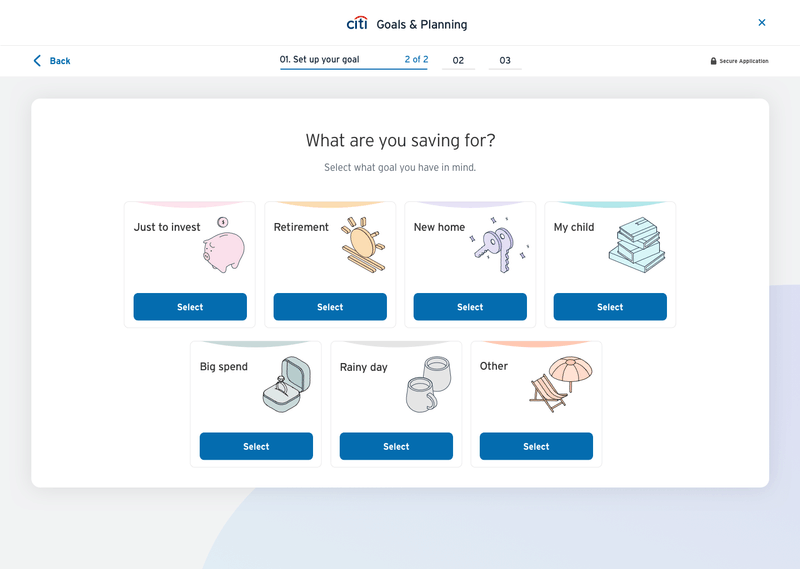 citi Goals & Planning
Back
01. Set up your goal 2 of 2 02 03
Secure Application
What are you saving for?
Select what goal you have in mind.
Just to invest
Retirement
New home
My child
$
Select
Select
Select
Select
Big spend
Rainy day
Other
Select
Select
Select